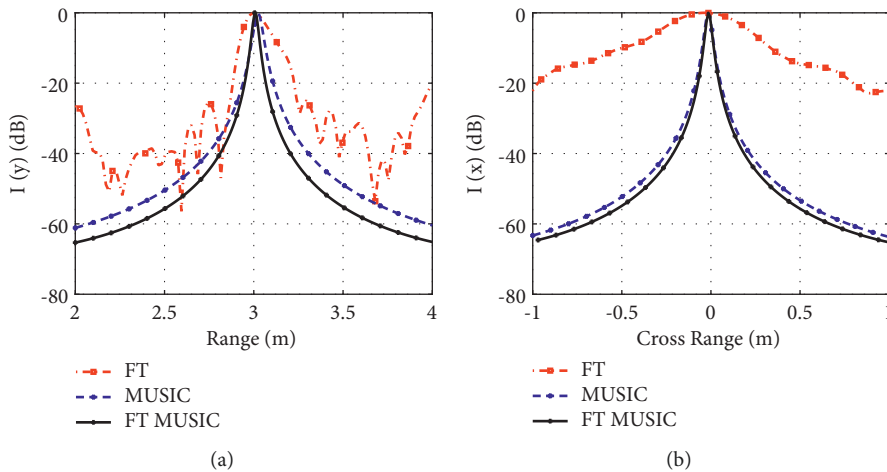 0
-20
-40
-60
-80
I (y) (dB)
2
2.5
3
3.5
4
Range (m)
FT
MUSIC
FT MUSIC
(a)
0
-20
-40
-60
-80
I (x) (dB)
-1
-0.5
0
0.5
1
Cross Range (m)
FT
MUSIC
FT MUSIC
(b)